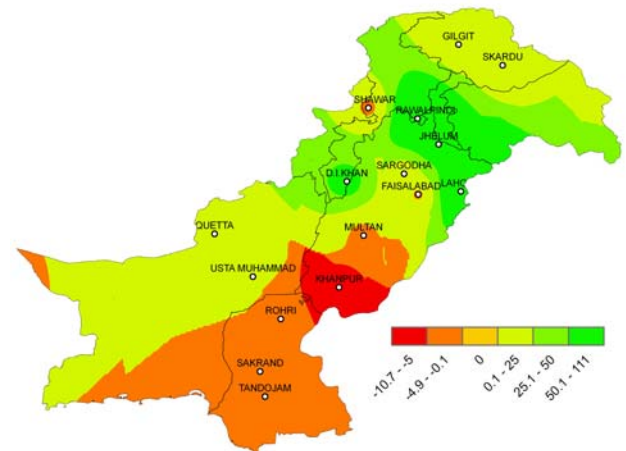 GILGIT
SKARDU
SHAWAR
RAWALPINDI
JHELUM
SARGODHA
D.I.KHAN
FAISALABAD
LAHO
QUETTA
MULTAN
USTA MUHAMMAD
KHANPUR
ROHRI
SAKRAND
TANDOJAM
-10.7 - -5
-4.9 - -0.1
0
0.1 - 25
25.1 - 50
50.1 - 111